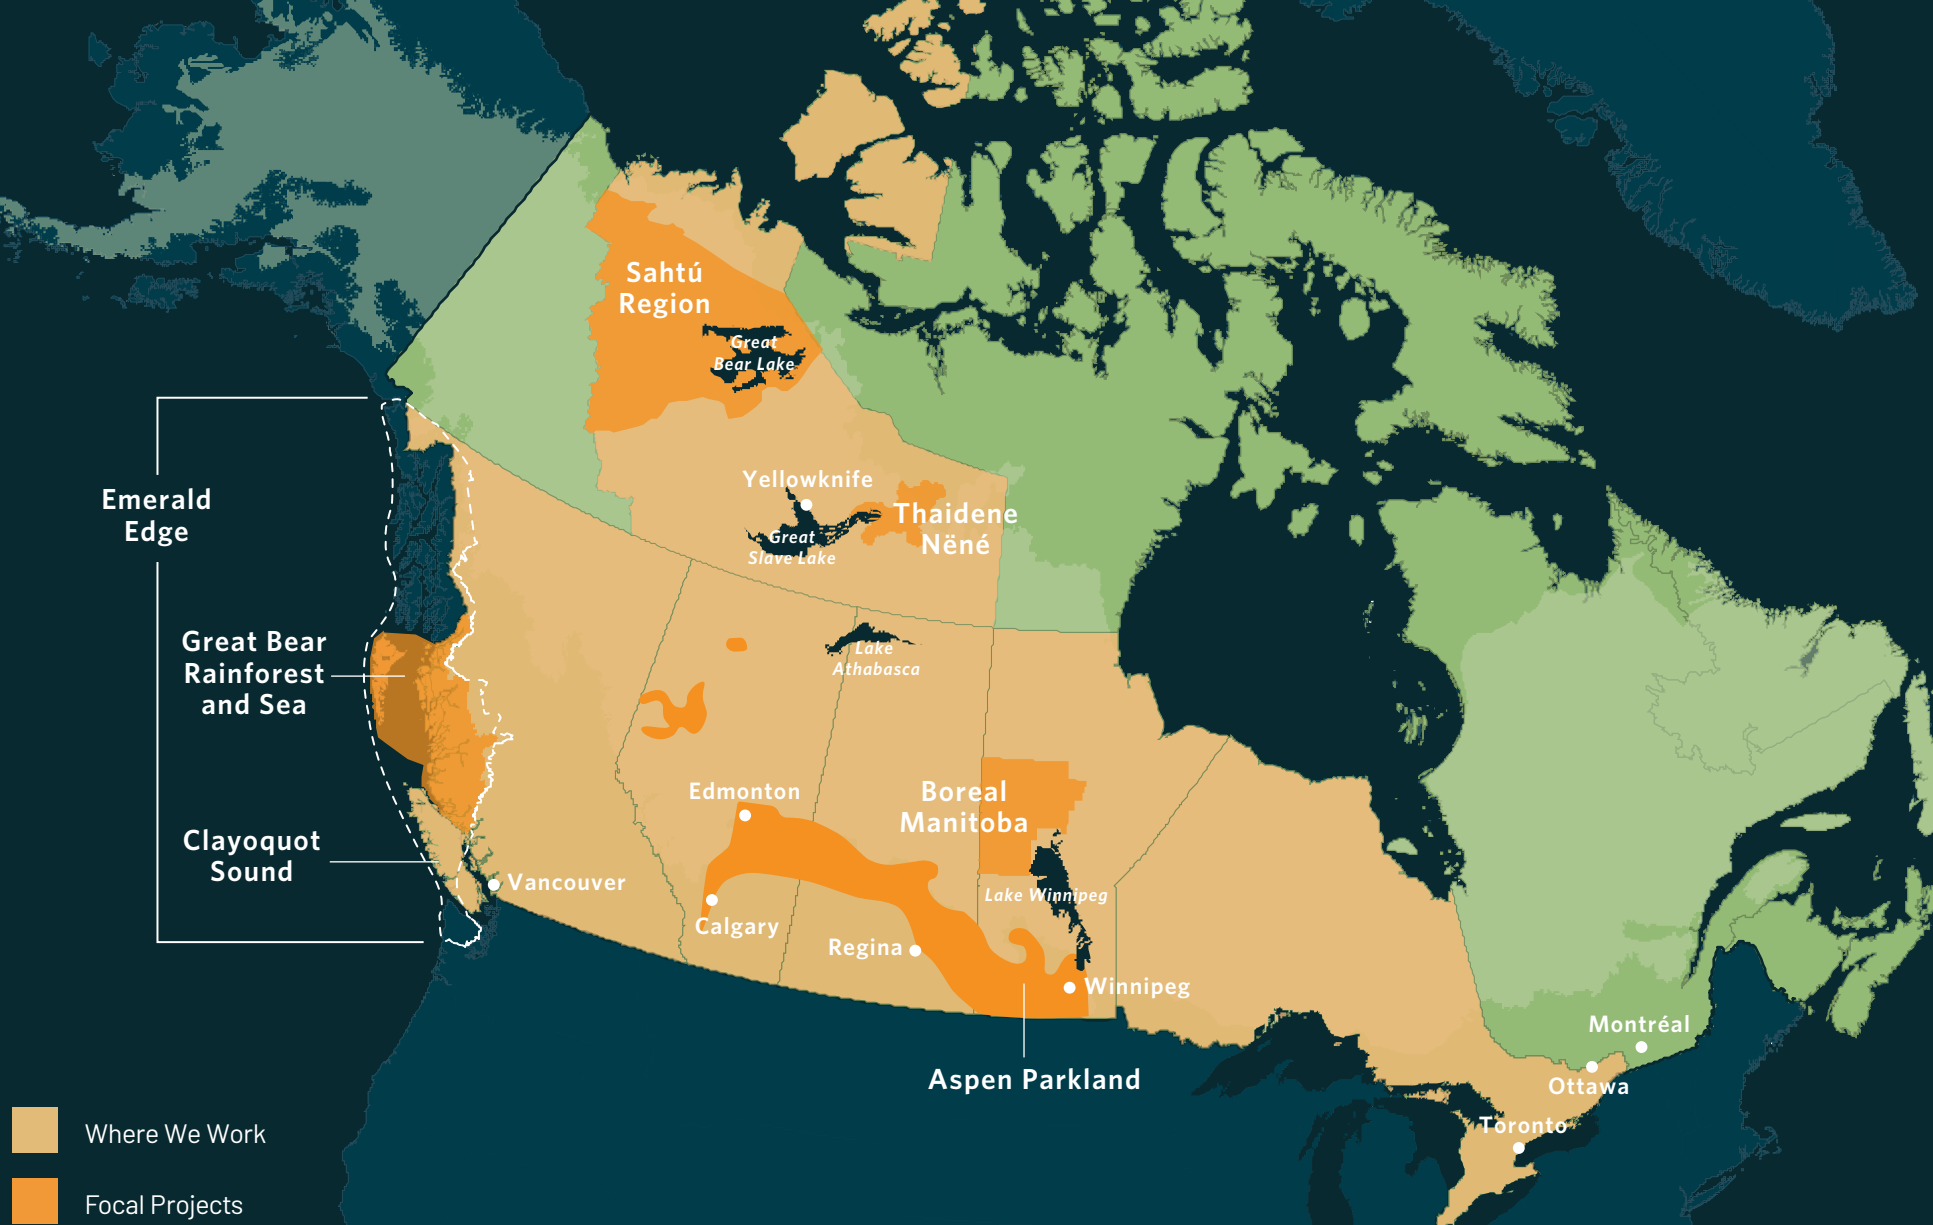 Sahtú
Region
Great
Bear Lake
Yellowknife
Great
Slave Lake
Thaidene
Nëné
Emerald
Edge
Great Bear
Rainforest
and Sea
Lake
Athabasca
Edmonton
Boreal
Manitoba
Clayoquot
Sound
Vancouver
Lake Winnipeg
Calgary
Regina
Winnipeg
Montréal
Aspen Parkland
Ottawa
Toronto
Where We Work
Focal Projects